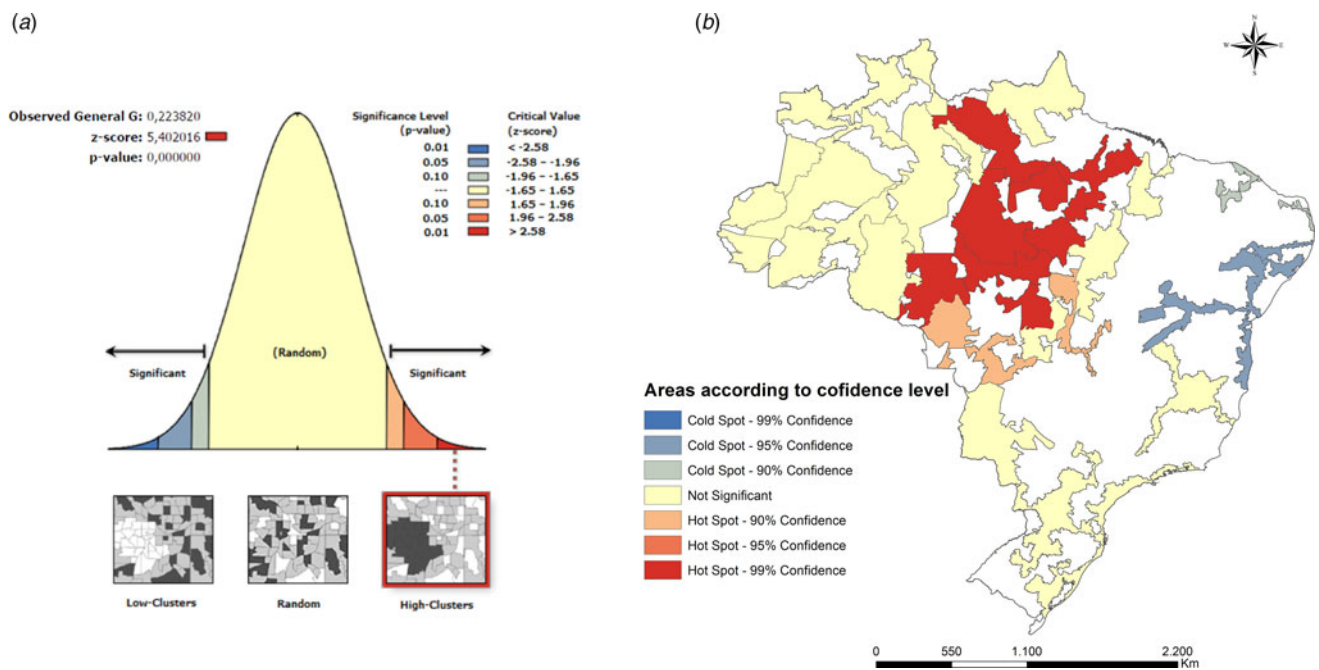 (a)
Observed General G: 0,223820
z-score: 5,402016
p-value: 0,000000
Significance Level
(p-value)
Critical Value
(z-score)
0.01 < -2.58
0.05 -2.58 – -1.96
0.10 -1.96 – -1.65
--- -1.65 – 1.65
0.10 1.65 – 1.96
0.05 1.96 – 2.58
0.01 > 2.58
Significant
(Random)
Significant
Low-Clusters
Random
High-Clusters
(b)
N
W
E
S
Areas according to cofidence level
Cold Spot - 99% Confidence
Cold Spot - 95% Confidence
Cold Spot - 90% Confidence
Not Significant
Hot Spot - 90% Confidence
Hot Spot - 95% Confidence
Hot Spot - 99% Confidence
0 550 1.100 2.200
Km